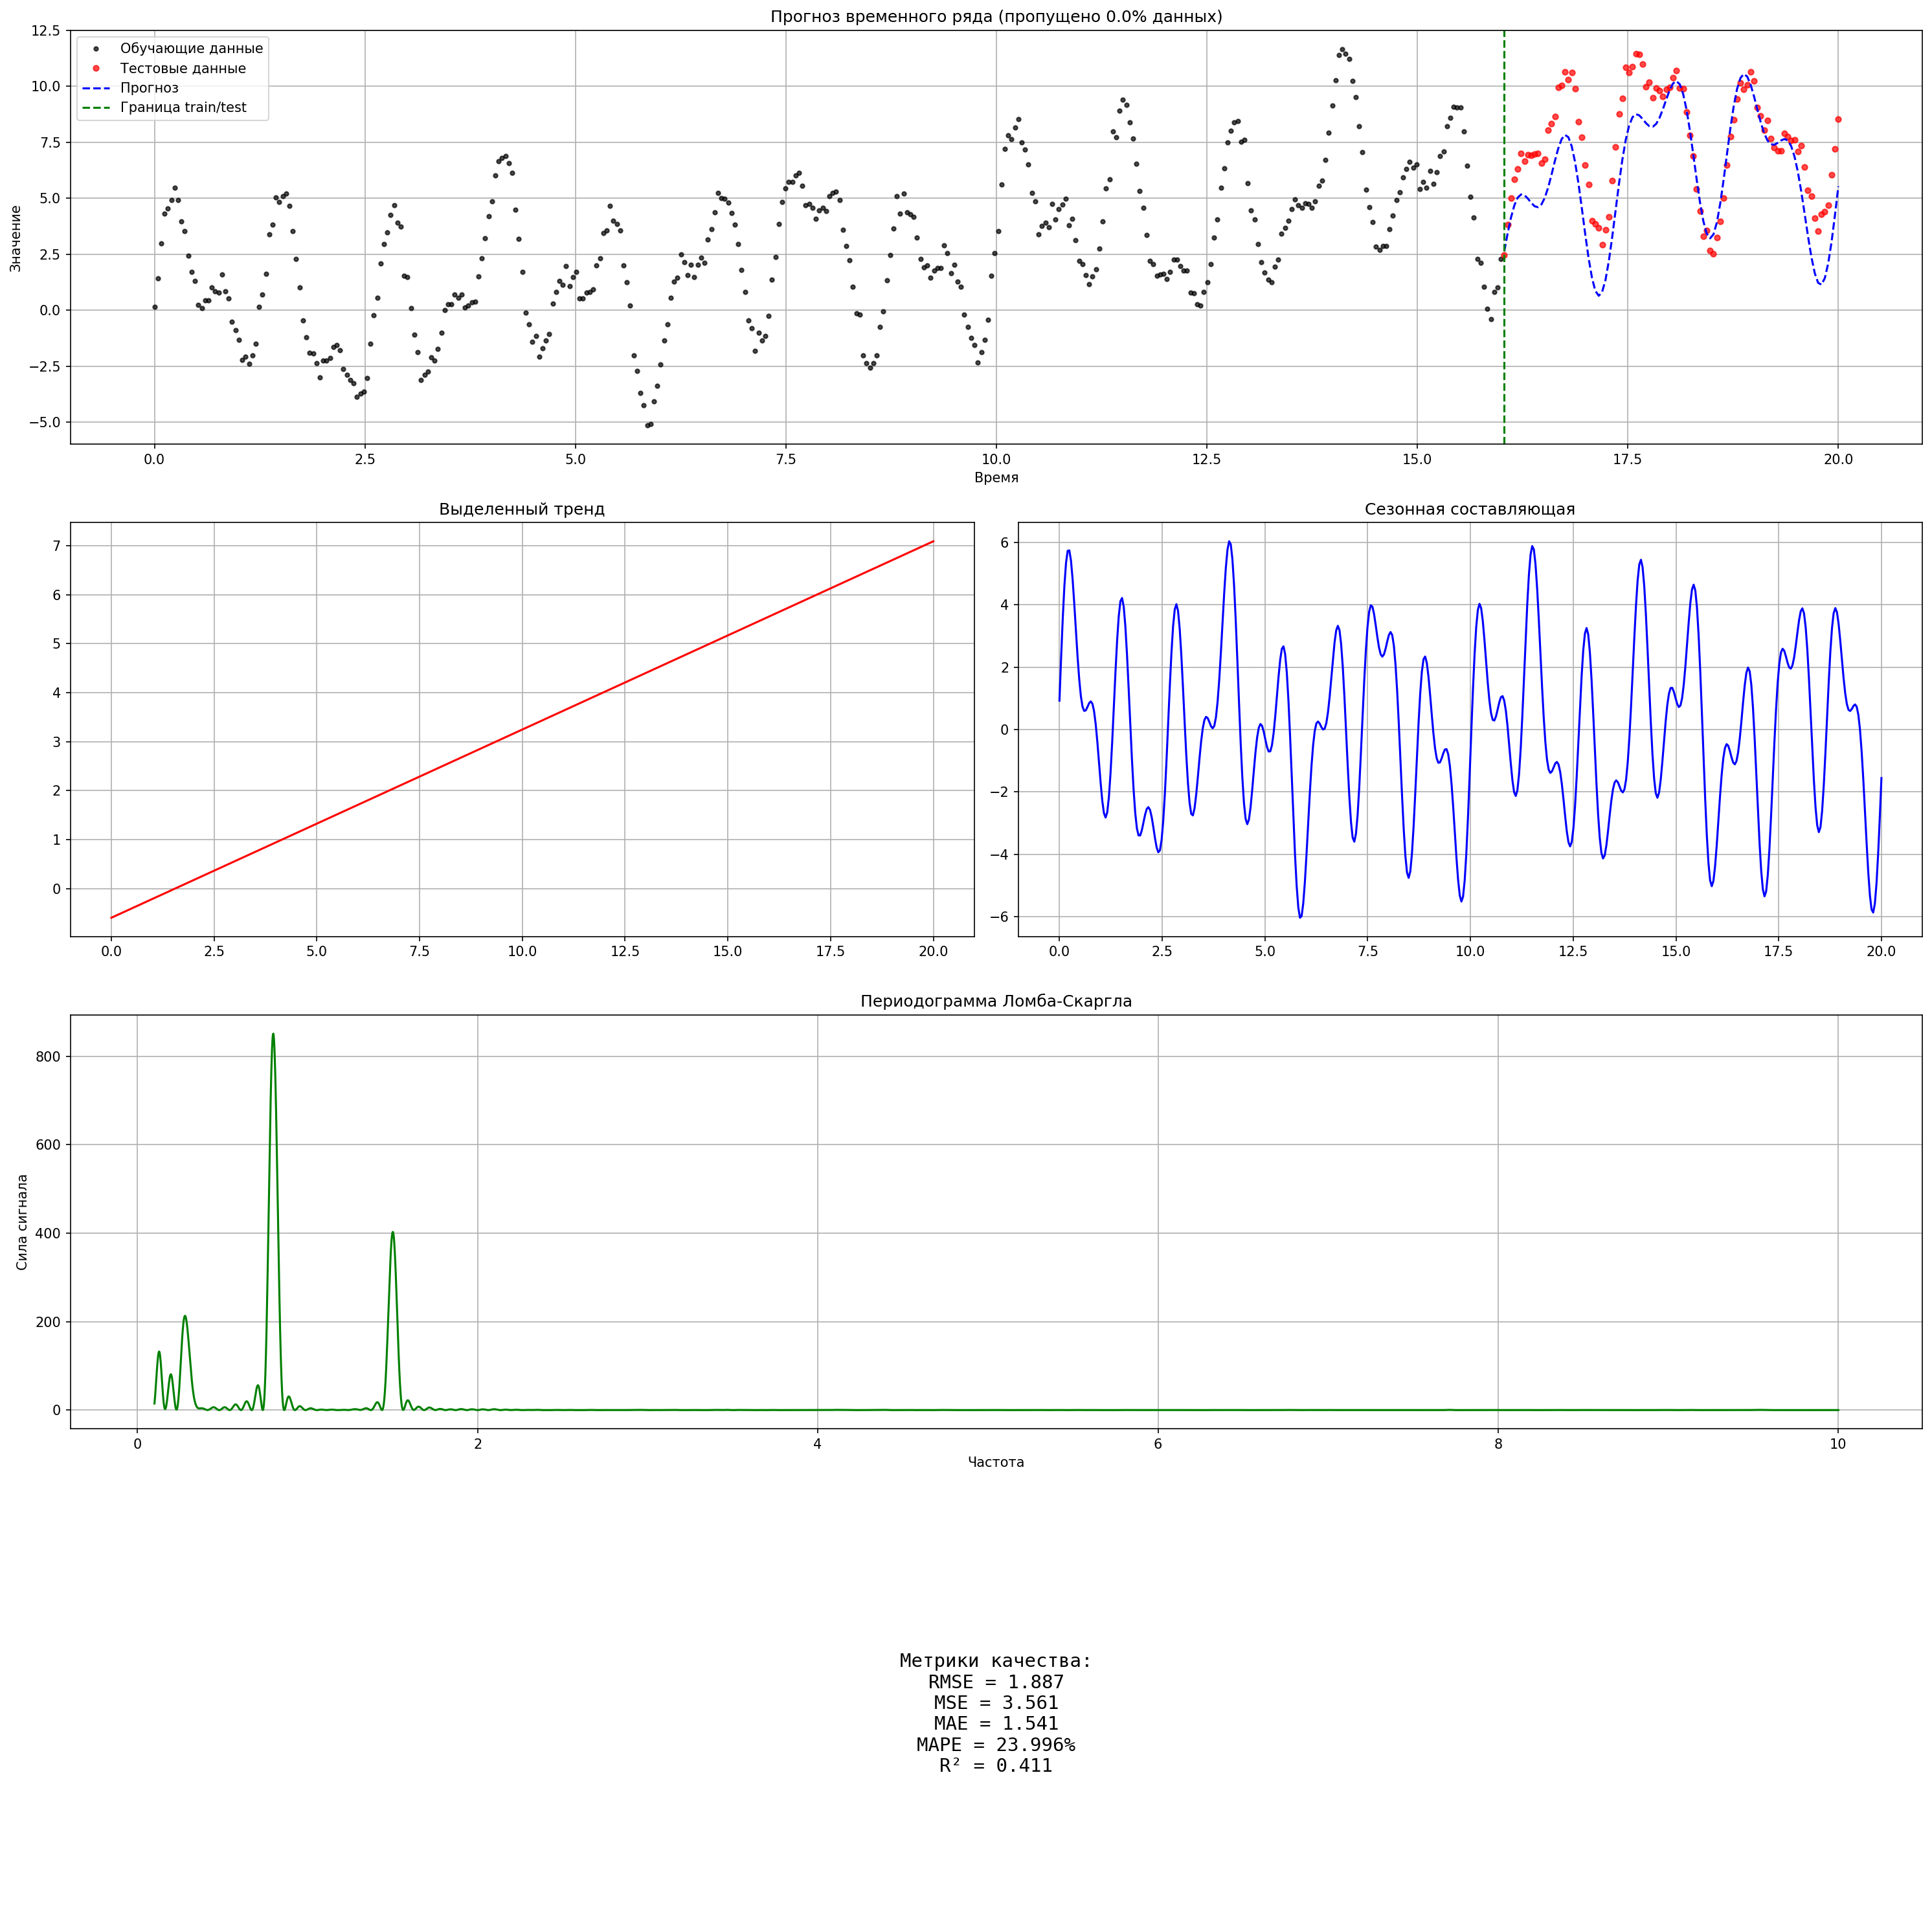 Прогноз временного ряда (пропущено 0.0% данных)
Обучающие данные
Тестовые данные
Прогноз
Граница train/test
Значение
12.5
10.0
7.5
5.0
2.5
0.0
−2.5
−5.0
0.0 2.5 5.0 7.5 10.0 12.5 15.0 17.5 20.0
Время
Выделенный тренд
7
6
5
4
3
2
1
0
0.0 2.5 5.0 7.5 10.0 12.5 15.0 17.5 20.0
Сезонная составляющая
6
4
2
0
−2
−4
−6
0.0 2.5 5.0 7.5 10.0 12.5 15.0 17.5 20.0
Периодограмма Ломба-Скаргла
Сила сигнала
800
600
400
200
0
0 2 4 6 8 10
Частота
Метрики качества:
RMSE = 1.887
MSE = 3.561
MAE = 1.541
MAPE = 23.996%
R² = 0.411